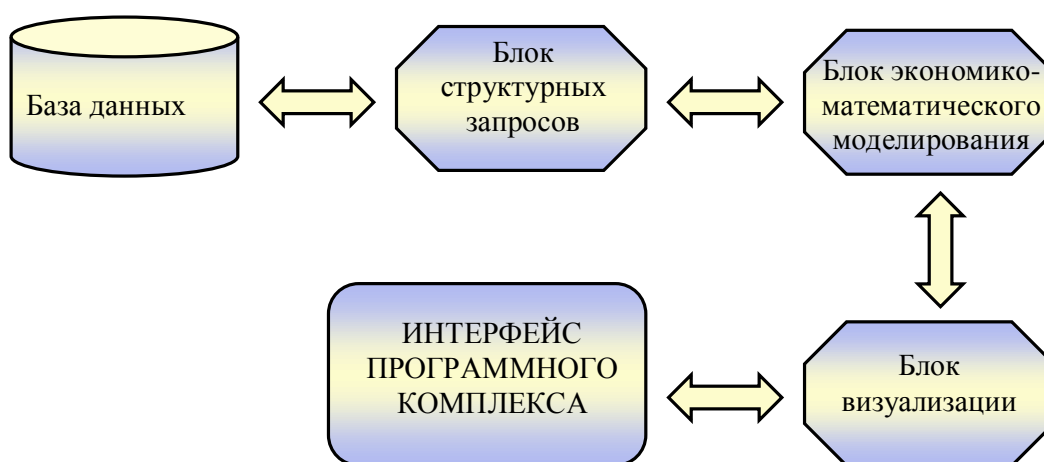 База данных
Блок
структурных
запросов
Блок экономико-
математического
моделирования
ИНТЕРФЕЙС
ПРОГРАММНОГО
КОМПЛЕКСА
Блок
визуализации